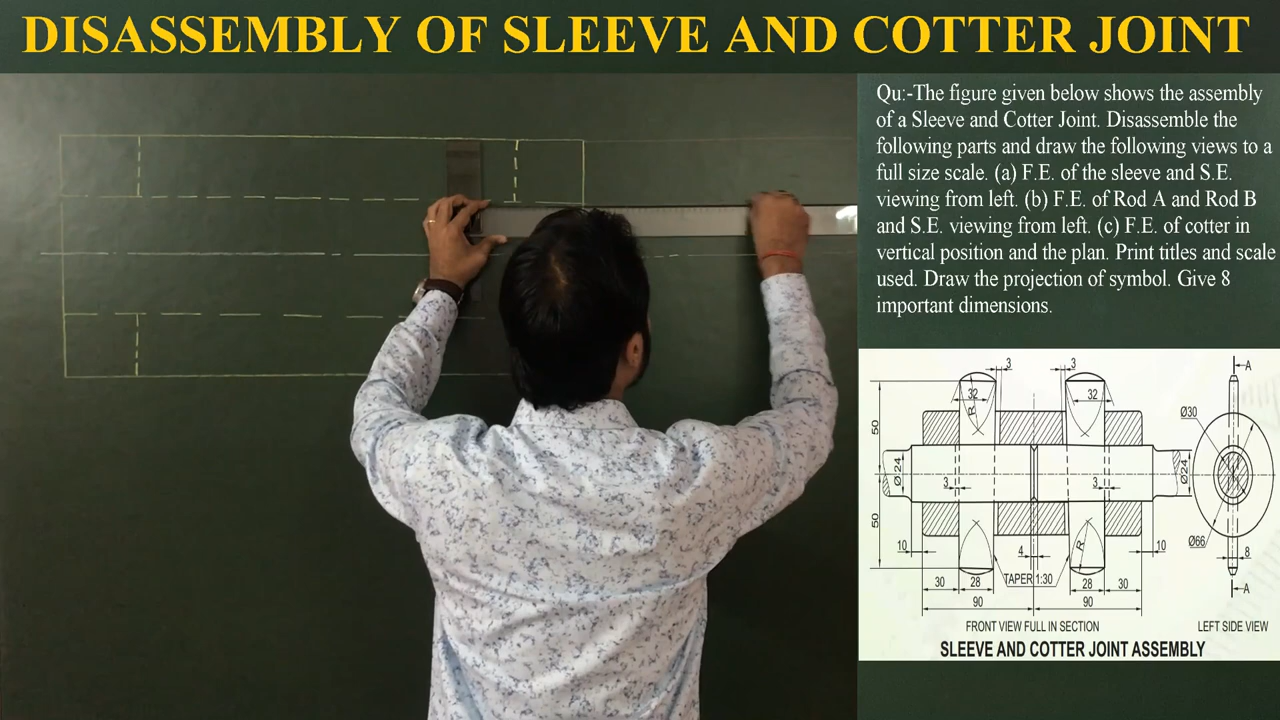 DISASSEMBLY OF SLEEVE AND COTTER JOINT
Qu:-The figure given below shows the assembly
of a Sleeve and Cotter Joint. Disassemble the
following parts and draw the following views to a
full size scale. (a) F.E. of the sleeve and S.E.
viewing from left. (b) F.E. of Rod A and Rod B
and S.E. viewing from left. (c) F.E. of cotter in
vertical position and the plan. Print titles and scale
used. Draw the projection of symbol. Give 8
important dimensions.
3 3 A
32 32
R
Ø30
50
Ø24 Ø24
3 3
50
R
Ø66
10 4 10 8
TAPER 1:30
30 28 28 30 A
90 90
FRONT VIEW FULL IN SECTION LEFT SIDE VIEW
SLEEVE AND COTTER JOINT ASSEMBLY